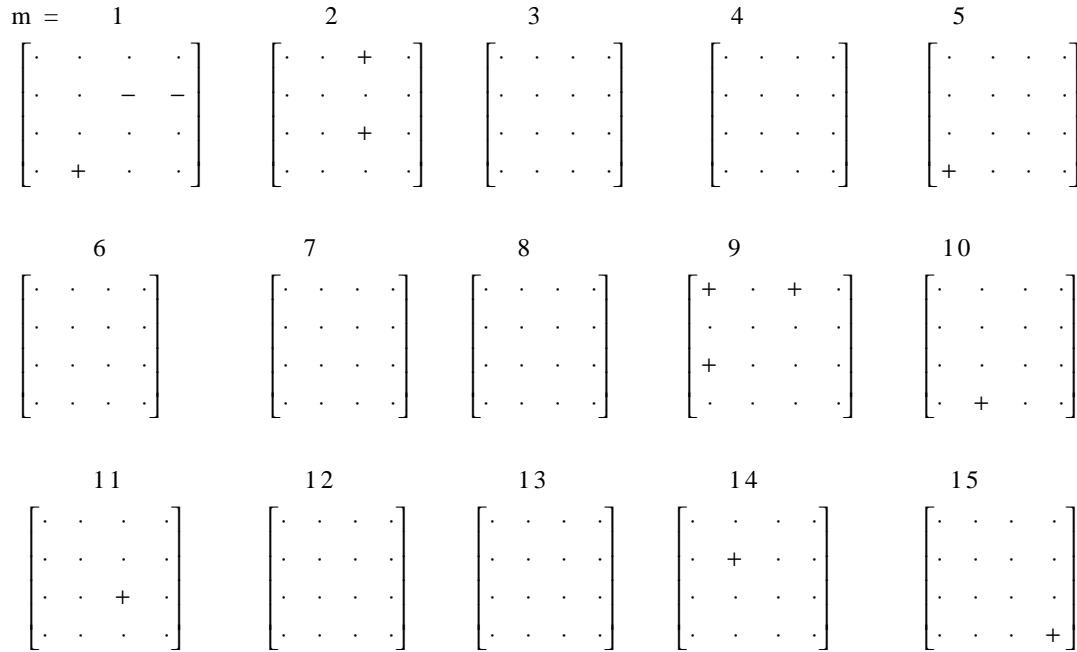 m = 1 2 3 4 5
[· · · ·] [· · + ·] [· · · ·] [· · · ·] [· · · ·]
[· · − −] [· · · ·] [· · · ·] [· · · ·] [· · · ·]
[· · · ·] [· · + ·] [· · · ·] [· · · ·] [· · · ·]
[· + · ·] [· · · ·] [· · · ·] [· · · ·] [+ · · ·]
6 7 8 9 10
[· · · ·] [· · · ·] [· · · ·] [+ · + ·] [· · · ·]
[· · · ·] [· · · ·] [· · · ·] [· · · ·] [· · · ·]
[· · · ·] [· · · ·] [· · · ·] [+ · · ·] [· · · ·]
[· · · ·] [· · · ·] [· · · ·] [· · · ·] [· + · ·]
11 12 13 14 15
[· · · ·] [· · · ·] [· · · ·] [· · · ·] [· · · ·]
[· · · ·] [· · · ·] [· · · ·] [· + · ·] [· · · ·]
[· · + ·] [· · · ·] [· · · ·] [· · · ·] [· · · ·]
[· · · ·] [· · · ·] [· · · ·] [· · · ·] [· · · +]